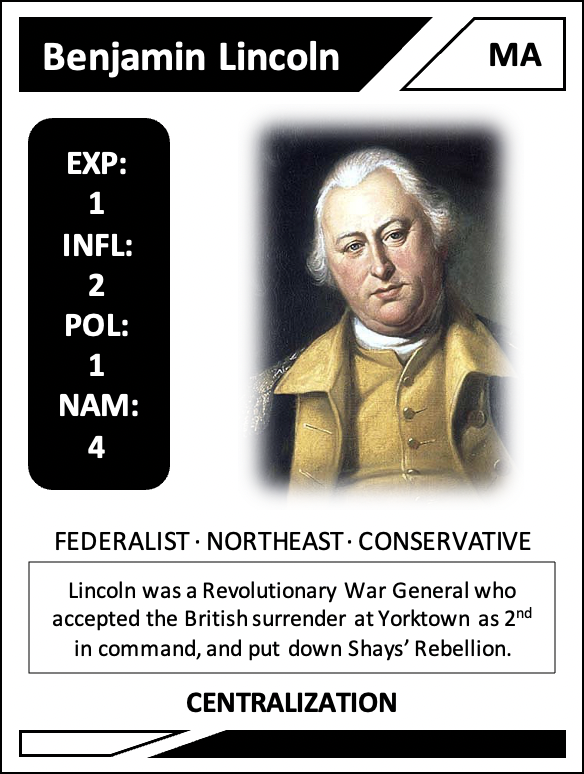 Benjamin Lincoln
MA
EXP:
1
INFL:
2
POL:
1
NAM:
4
FEDERALIST · NORTHEAST · CONSERVATIVE
Lincoln was a Revolutionary War General who
accepted the British surrender at Yorktown as 2nd
in command, and put down Shays’ Rebellion.
CENTRALIZATION